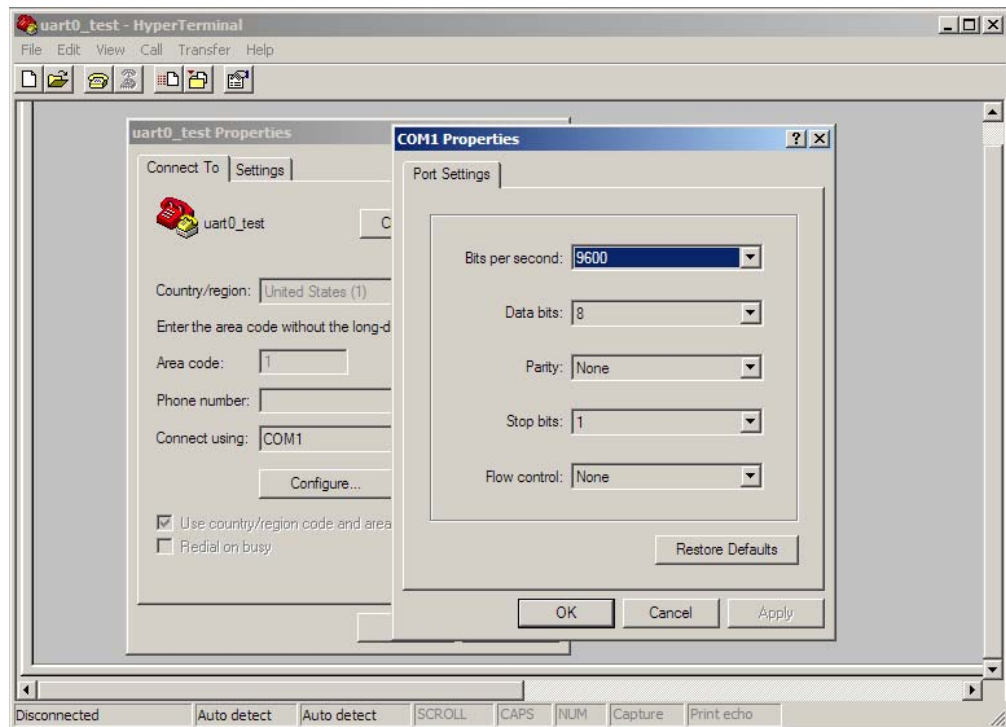 uart0_test - HyperTerminal
File Edit View Call Transfer Help
uart0_test Properties
Connect To Settings
uart0_test
C
Country/region: United States (1)
Enter the area code without the long-d
Area code: 1
Phone number:
Connect using: COM1
Configure...
Use country/region code and area
Redial on busy
COM1 Properties
Port Settings
Bits per second: 9600
Data bits: 8
Parity: None
Stop bits: 1
Flow control: None
Restore Defaults
OK Cancel Apply
Disconnected Auto detect Auto detect SCROLL CAPS NUM Capture Print echo